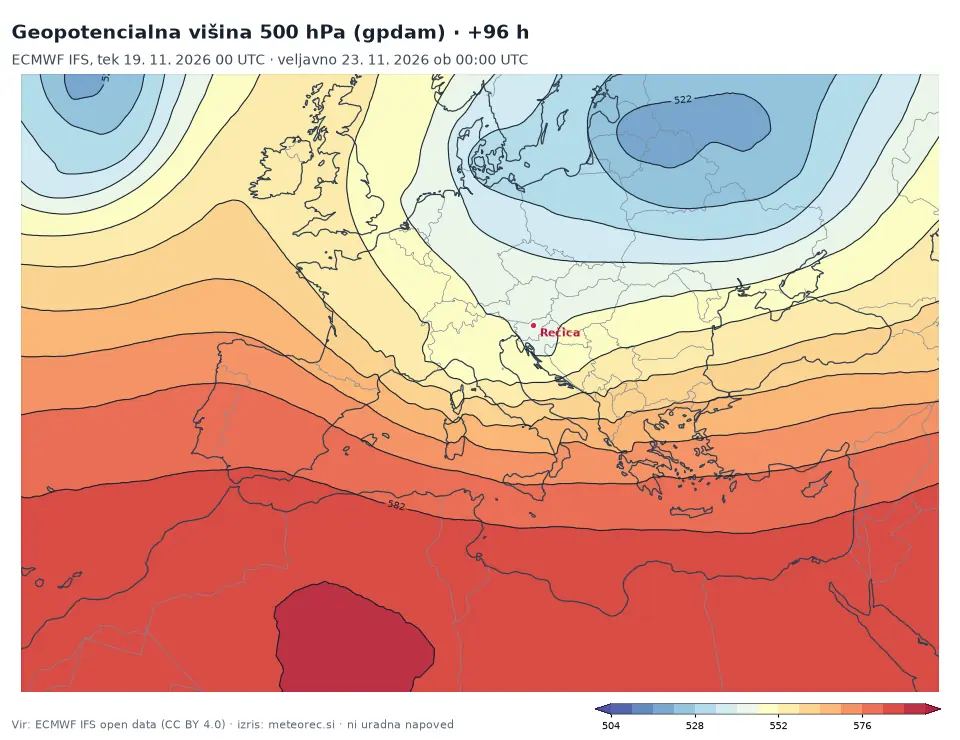 Geopotencialna višina 500 hPa (gpdam) · +96 h
ECMWF IFS, tek 19. 11. 2026 00 UTC · veljavno 23. 11. 2026 ob 00:00 UTC
522
Rečica
582
Vir: ECMWF IFS open data (CC BY 4.0) · izris: meteorec.si · ni uradna napoved
504 528 552 576